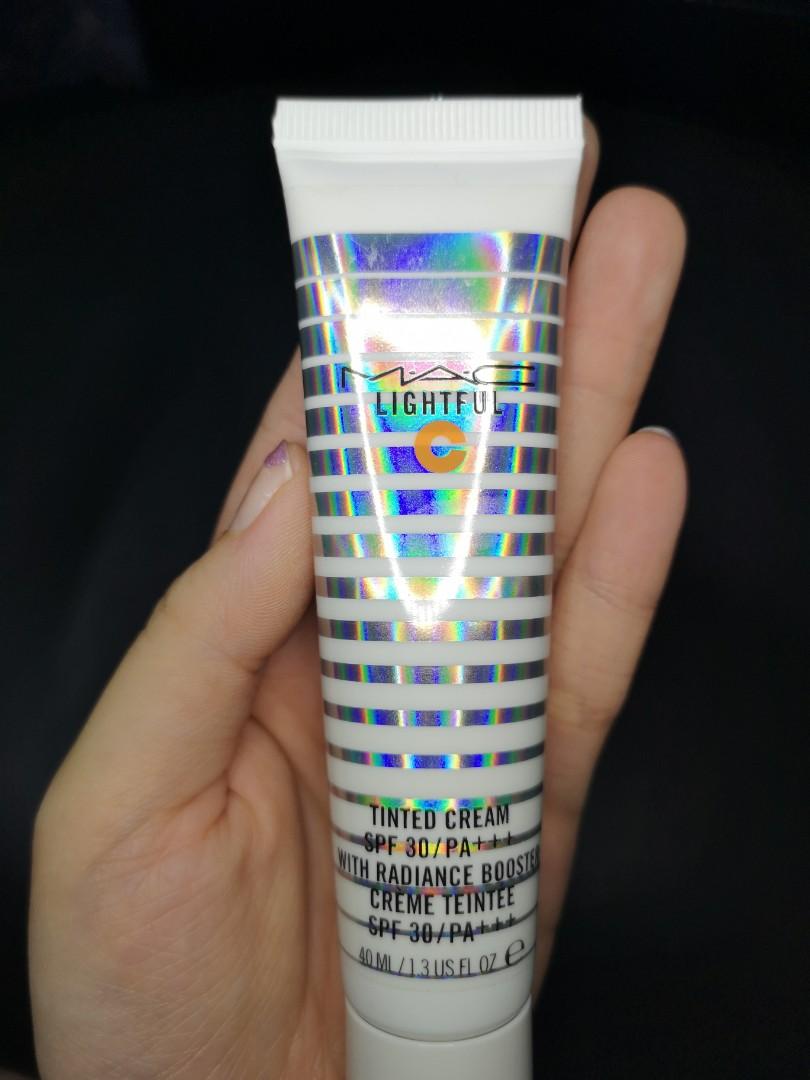 M·A·C
LIGHTFUL
C
TINTED CREAM
SPF 30/PA+++
WITH RADIANCE BOOSTER
CRÈME TEINTÉE
SPF 30/PA+++
40 ML/1.3 US FL OZ ℮